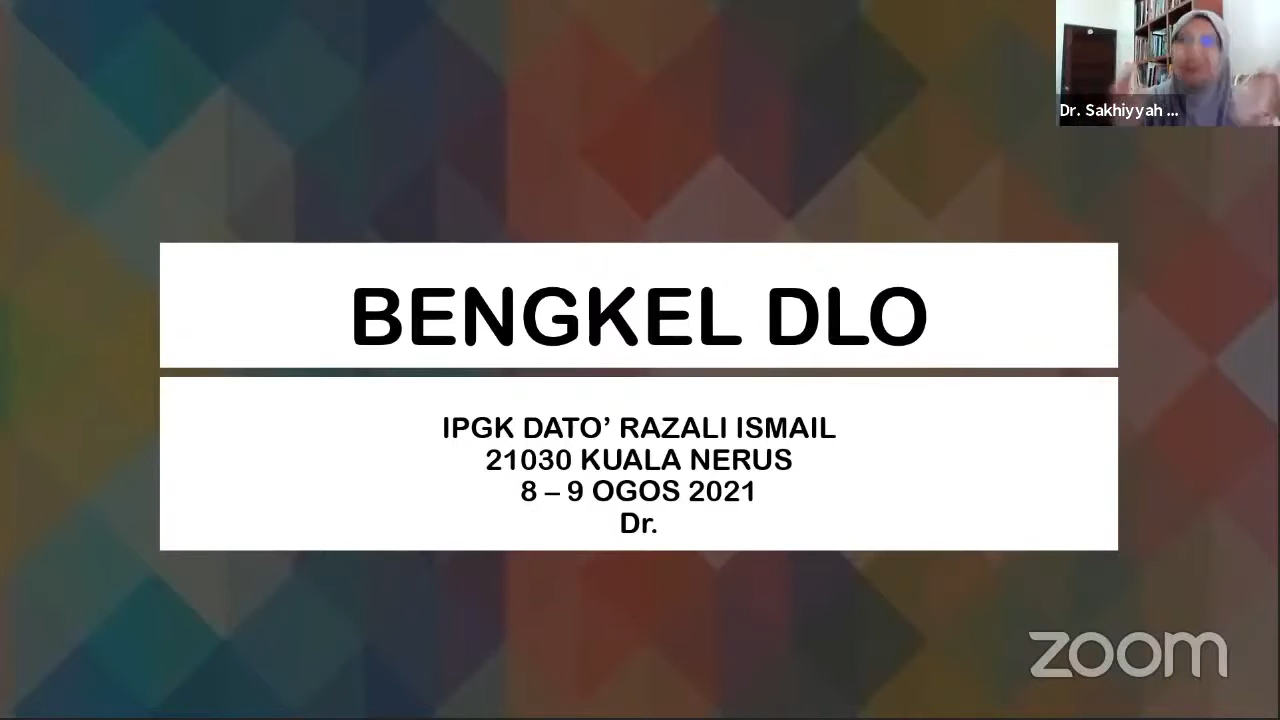 Dr. Sakhiyyah ...
BENGKEL DLO
IPGK DATO’ RAZALI ISMAIL
21030 KUALA NERUS
8 – 9 OGOS 2021
Dr.
zoom